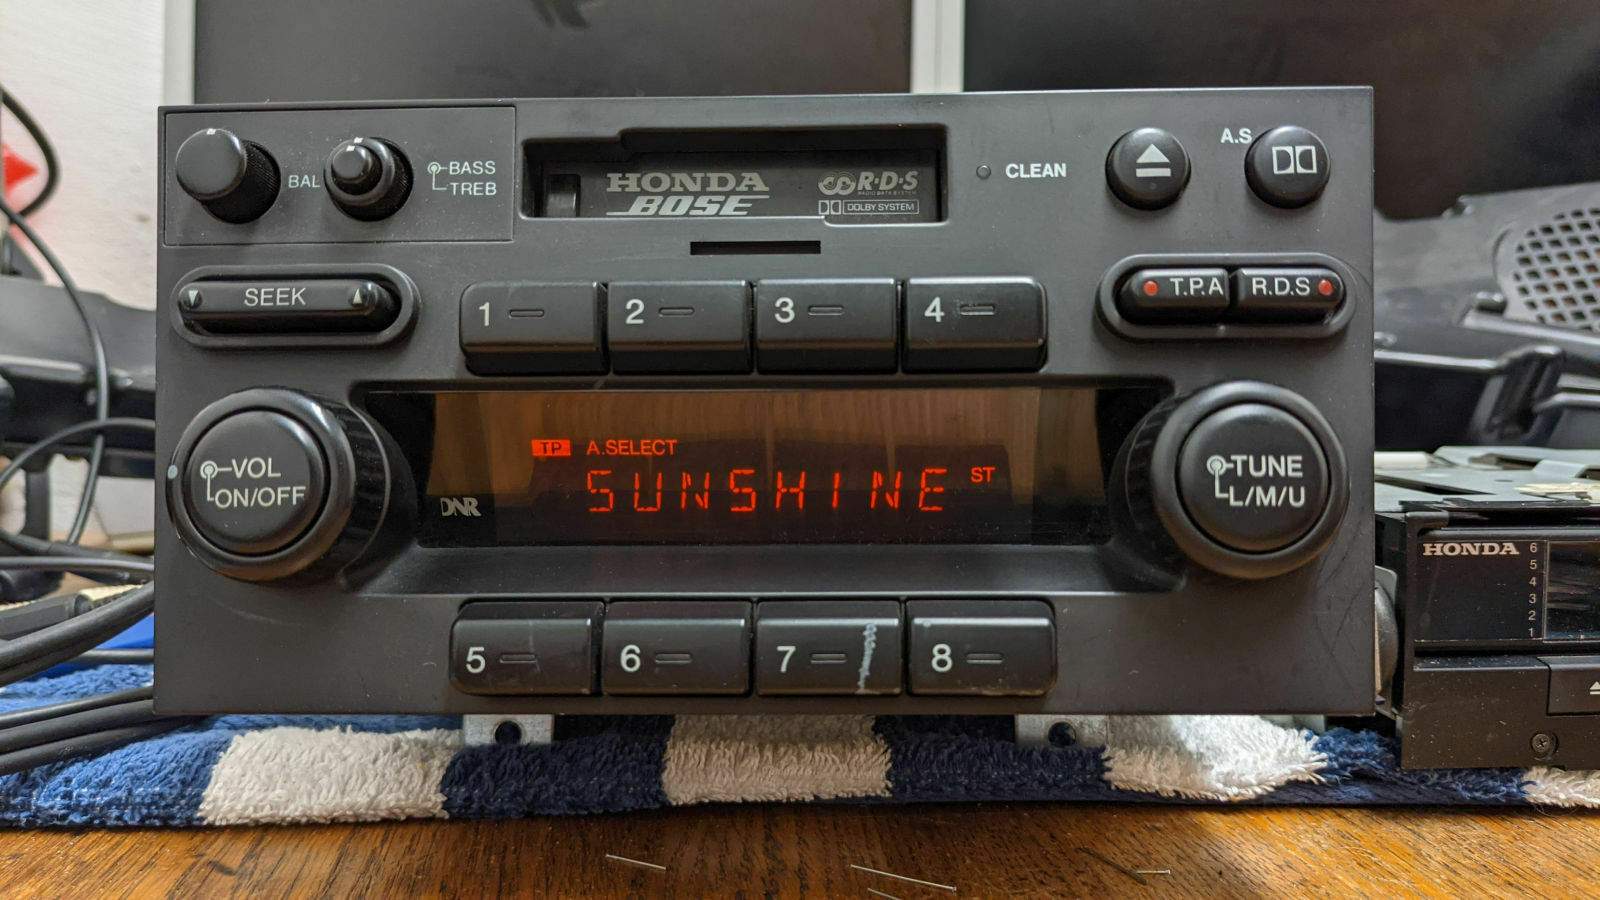 BAL
BASS
TREB
HONDA
BOSE
R·D·S
RADIO DATA SYSTEM
DOLBY SYSTEM
CLEAN
A.S
SEEK
1
2
3
4
T.P.A
R.D.S
VOL
ON/OFF
TP A.SELECT
SUNSHINE ST
DNR
TUNE
L/M/U
5
6
7
8
HONDA
6
5
4
3
2
1